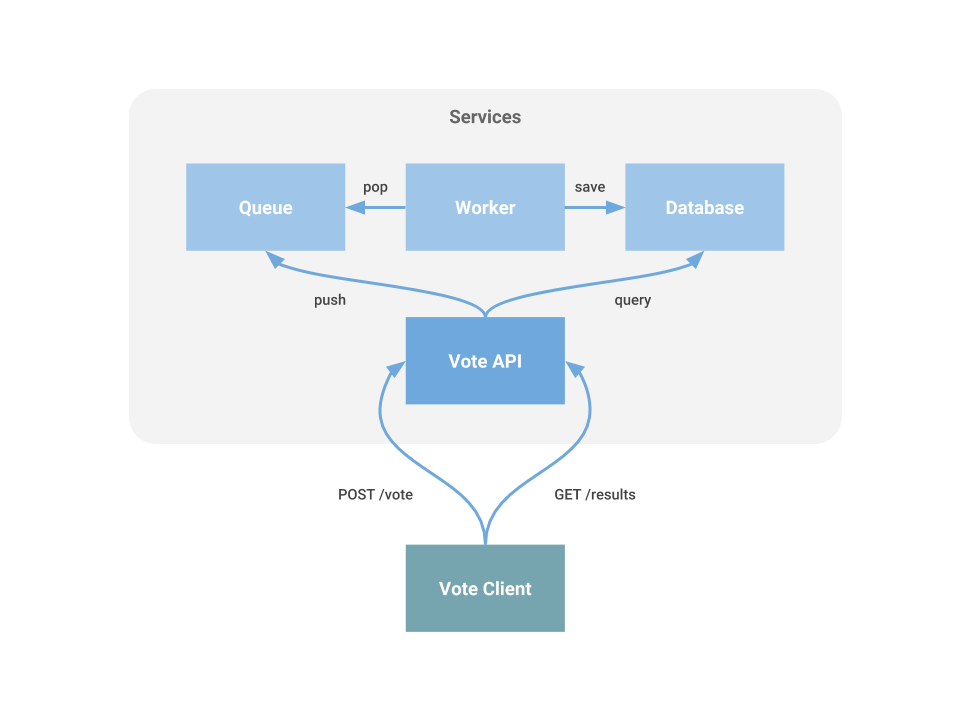 Services
pop
save
Queue
Worker
Database
push
query
Vote API
POST /vote
GET /results
Vote Client